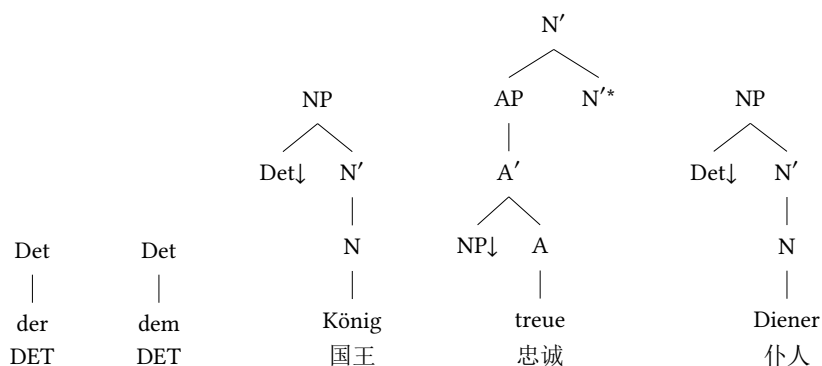 N′
NP AP N′* NP
Det↓ N′ A′ Det↓ N′
Det Det N NP↓ A N
der dem König treue Diener
DET DET 国王 忠诚 仆人